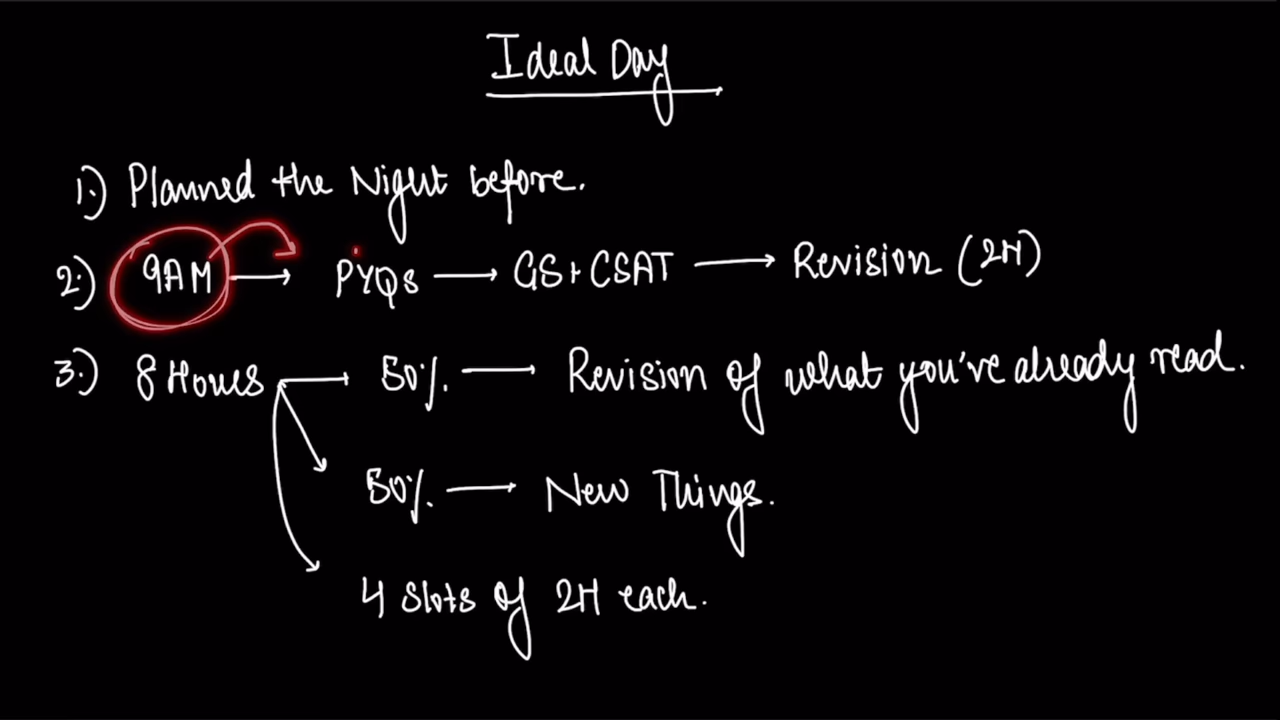 Ideal Day
1.) Planned the Night before.
2.) 9AM → PYQs → GS+CSAT → Revision (2H)
3.) 8 Hours → 50% → Revision of what you've already read.
50% → New Things.
4 slots of 2H each.